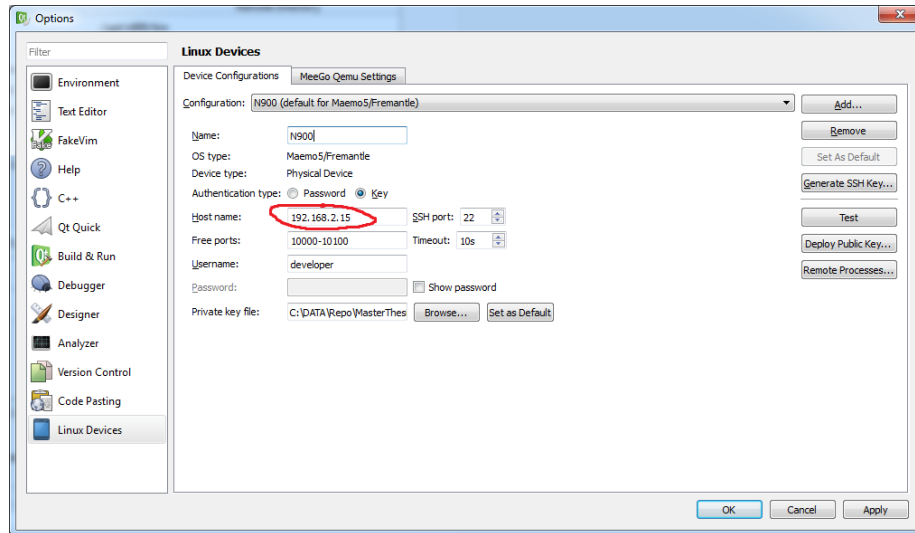 Options
Filter
Linux Devices
Device Configurations
MeeGo Qemu Settings
Configuration: N900 (default for Maemo5/Fremantle)
Name: N900
OS type: Maemo5/Fremantle
Device type: Physical Device
Authentication type: Password Key
Host name: 192.168.2.15 SSH port: 22
Free ports: 10000-10100 Timeout: 10s
Username: developer
Password: Show password
Private key file: C:\DATA\Repo\MasterThes Browse... Set as Default
Add...
Remove
Set As Default
Generate SSH Key...
Test
Deploy Public Key...
Remote Processes...
Environment
Text Editor
FakeVim
Help
C++
Qt Quick
Build & Run
Debugger
Designer
Analyzer
Version Control
Code Pasting
Linux Devices
OK Cancel Apply